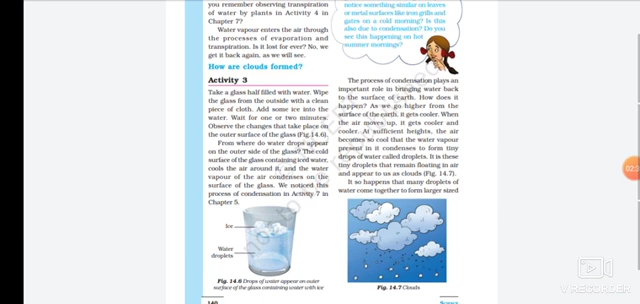 you remember observing transpiration
of water by plants in Activity 4 in
Chapter 7?
Water vapour enters the air through
the processes of evaporation and
transpiration. Is it lost for ever? No, we
get it back again, as we will see.
How are clouds formed?
Activity 3
Take a glass half filled with water. Wipe
the glass from the outside with a clean
piece of cloth. Add some ice into the
water. Wait for one or two minutes.
Observe the changes that take place on
the outer surface of the glass (Fig.14.6).
From where do water drops appear
on the outer side of the glass? The cold
surface of the glass containing iced water,
cools the air around it, and the water
vapour of the air condenses on the
surface of the glass. We noticed this
process of condensation in Activity 7 in
Chapter 5.
Ice
Water
droplets
Fig. 14.6 Drops of water appear on outer
surface of the glass containing water with ice
140
notice something similar on leaves
or metal surfaces like iron grills and
gates on a cold morning? Is this
also due to condensation? Do you
see this happening on hot
summer mornings?
The process of condensation plays an
important role in bringing water back
to the surface of earth. How does it
happen? As we go higher from the
surface of the earth, it gets cooler. When
the air moves up, it gets cooler and
cooler. At sufficient heights, the air
becomes so cool that the water vapour
present in it condenses to form tiny
drops of water called droplets. It is these
tiny droplets that remain floating in air
and appear to us as clouds (Fig. 14.7).
It so happens that many droplets of
water come together to form larger sized
Fig. 14.7 Clouds
SCIENCE
V RECORDER